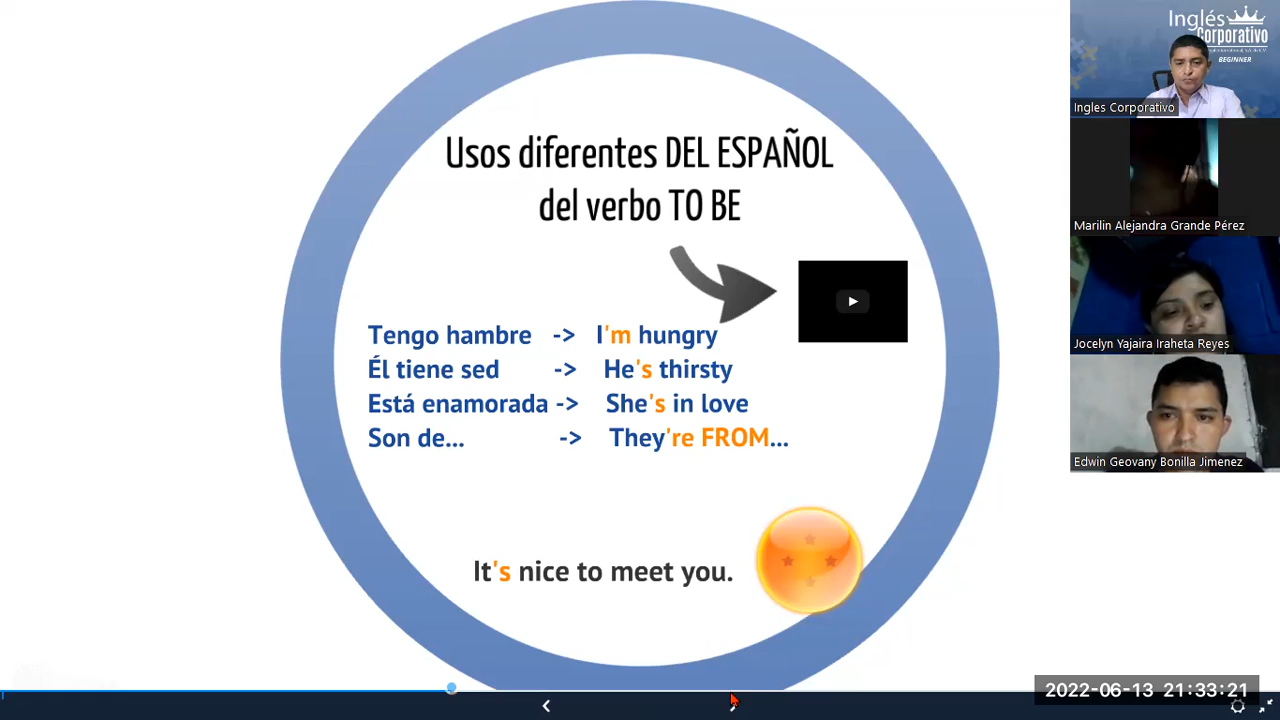 Usos diferentes DEL ESPAÑOL
del verbo TO BE
Tengo hambre -> I'm hungry
Él tiene sed -> He's thirsty
Está enamorada -> She's in love
Son de... -> They're FROM...
It's nice to meet you.
Inglés
Corporativo
BEGINNER
Ingles Corporativo
Marilin Alejandra Grande Pérez
Jocelyn Yajaira Iraheta Reyes
Edwin Geovany Bonilla Jimenez
2022-06-13 21:33:21